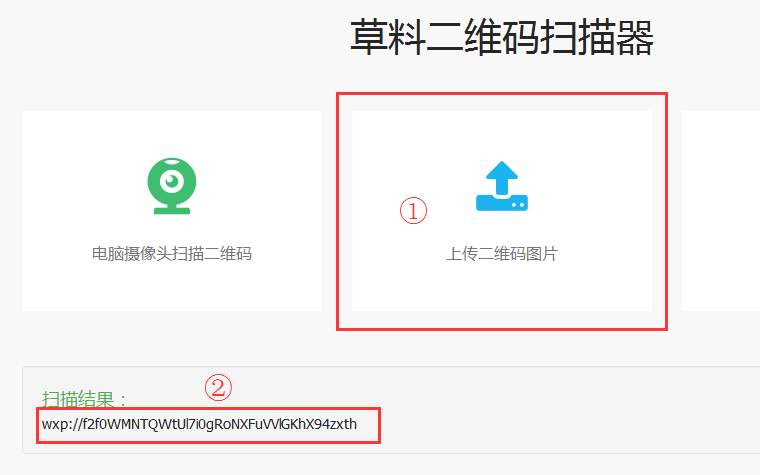 草料二维码扫描器
①
电脑摄像头扫描二维码
上传二维码图片
②
扫描结果：
wxp://f2f0WMNTQWtUl7i0gRoNXFuVVlGKhX94zxth